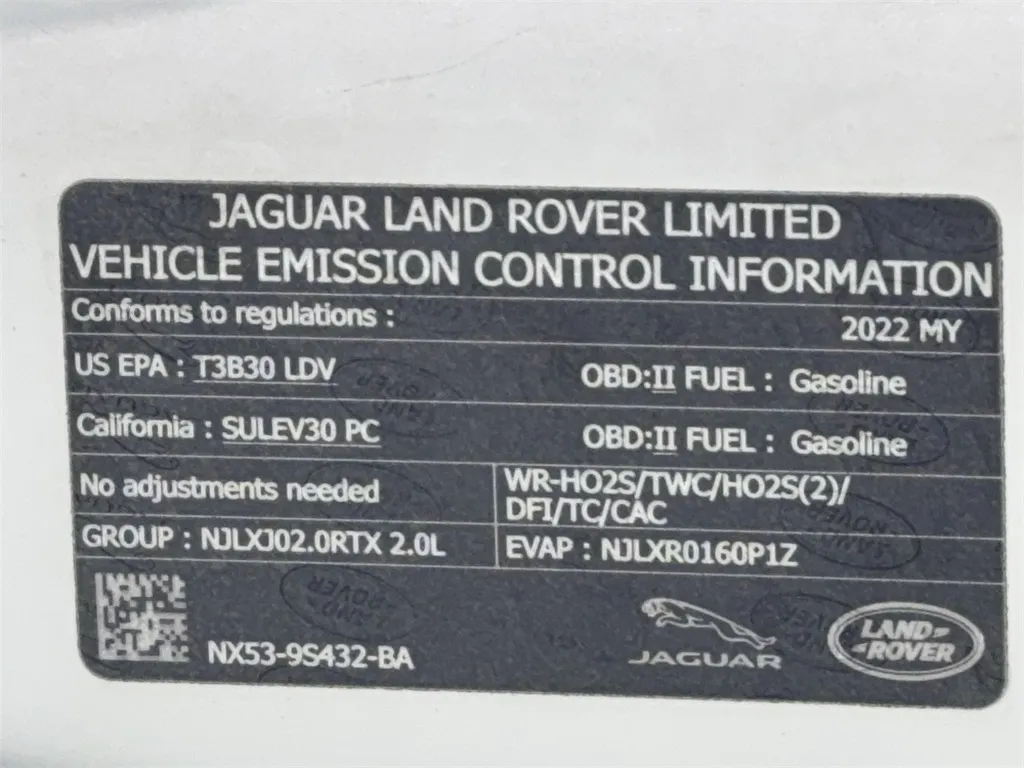 JAGUAR LAND ROVER LIMITED
VEHICLE EMISSION CONTROL INFORMATION
Conforms to regulations : 2022 MY
US EPA : T3B30 LDV OBD:II FUEL : Gasoline
California : SULEV30 PC OBD:II FUEL : Gasoline
No adjustments needed
WR-HO2S/TWC/HO2S(2)/
DFI/TC/CAC
GROUP : NJLXJ02.0RTX 2.0L
EVAP : NJLXR0160P1Z
NX53-9S432-BA
JAGUAR
LAND-
-ROVER